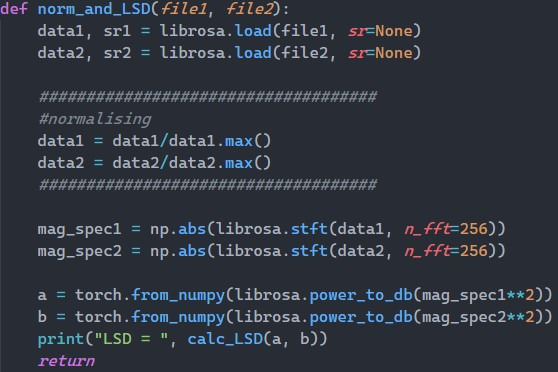 def norm_and_LSD(file1, file2):
    data1, sr1 = librosa.load(file1, sr=None)
    data2, sr2 = librosa.load(file2, sr=None)
    ####################################
    #normalising
    data1 = data1/data1.max()
    data2 = data2/data2.max()
    ####################################
    mag_spec1 = np.abs(librosa.stft(data1, n_fft=256))
    mag_spec2 = np.abs(librosa.stft(data2, n_fft=256))
    a = torch.from_numpy(librosa.power_to_db(mag_spec1**2))
    b = torch.from_numpy(librosa.power_to_db(mag_spec2**2))
    print("LSD = ", calc_LSD(a, b))
    return